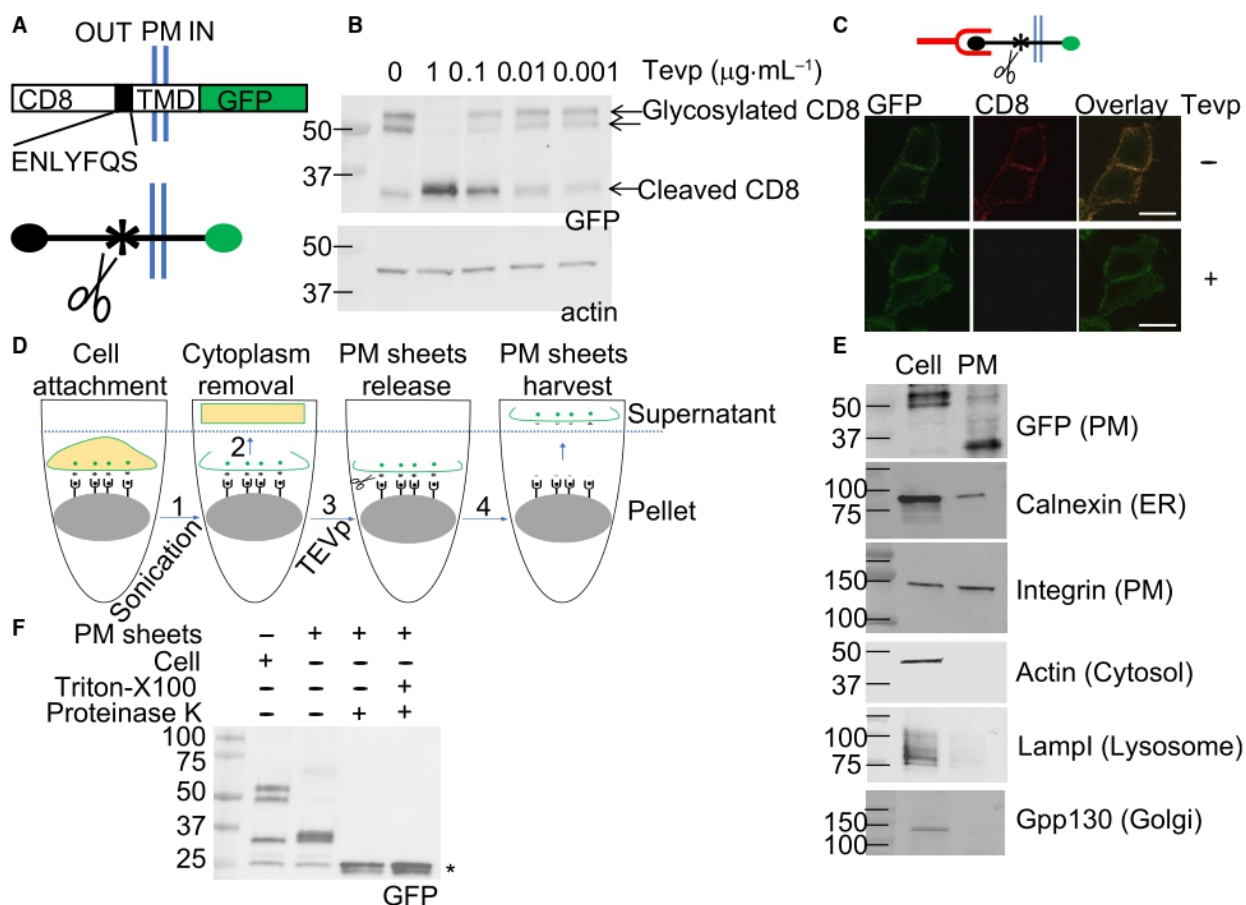 A
OUT PM IN
CD8 TMD GFP
ENLYFQS
B
0 1 0.1 0.01 0.001 Tevp (μg·mL⁻¹)
50
37
Glycosylated CD8
Cleaved CD8
GFP
50
37
actin
C
GFP CD8 Overlay Tevp
–
+
D
Cell attachment
Cytoplasm removal
PM sheets release
PM sheets harvest
Supernatant
2
1
Sonication
3
TEVp
4
Pellet
E
Cell PM
50
37
GFP (PM)
100
75
Calnexin (ER)
150
100
Integrin (PM)
50
37
Actin (Cytosol)
100
75
LampI (Lysosome)
150
100
Gpp130 (Golgi)
F
PM sheets – + + +
Cell + – – –
Triton-X100 – – – +
Proteinase K – – + +
100
75
50
37
25
*
GFP